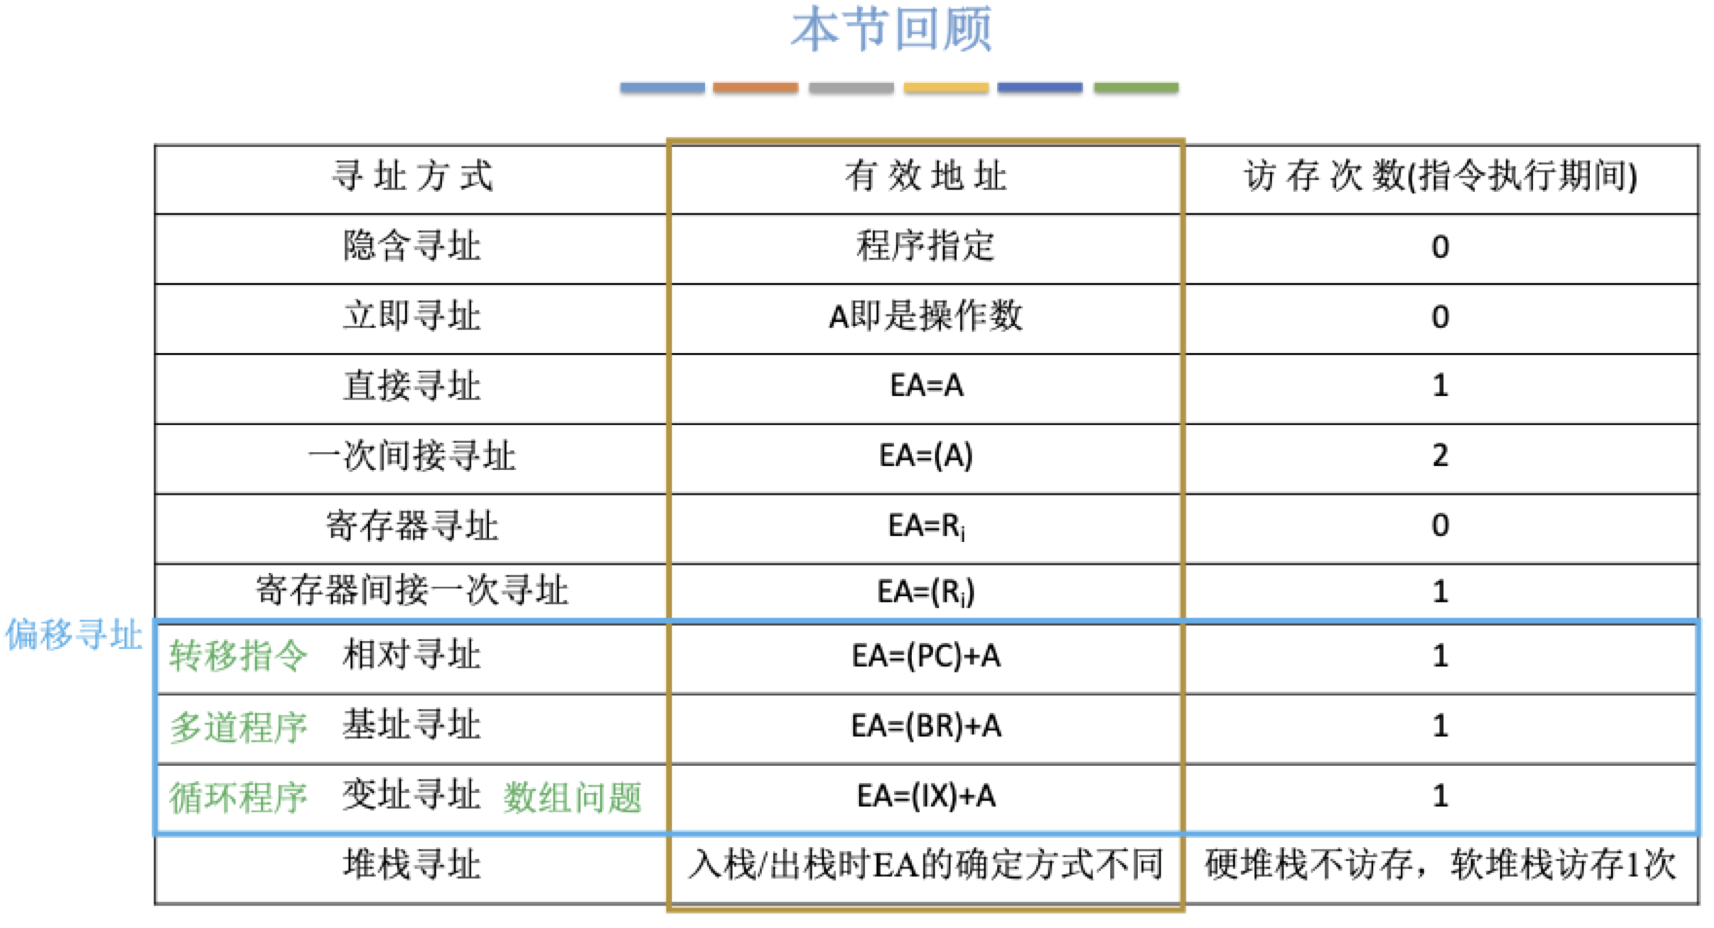 本节回顾
寻址方式 有效地址 访存次数(指令执行期间)
隐含寻址 程序指定 0
立即寻址 A即是操作数 0
直接寻址 EA=A 1
一次间接寻址 EA=(A) 2
寄存器寻址 EA=Rᵢ 0
寄存器间接一次寻址 EA=(Rᵢ) 1
偏移寻址
转移指令 相对寻址 EA=(PC)+A 1
多道程序 基址寻址 EA=(BR)+A 1
循环程序 变址寻址 数组问题 EA=(IX)+A 1
堆栈寻址 入栈/出栈时EA的确定方式不同 硬堆栈不访存，软堆栈访存1次